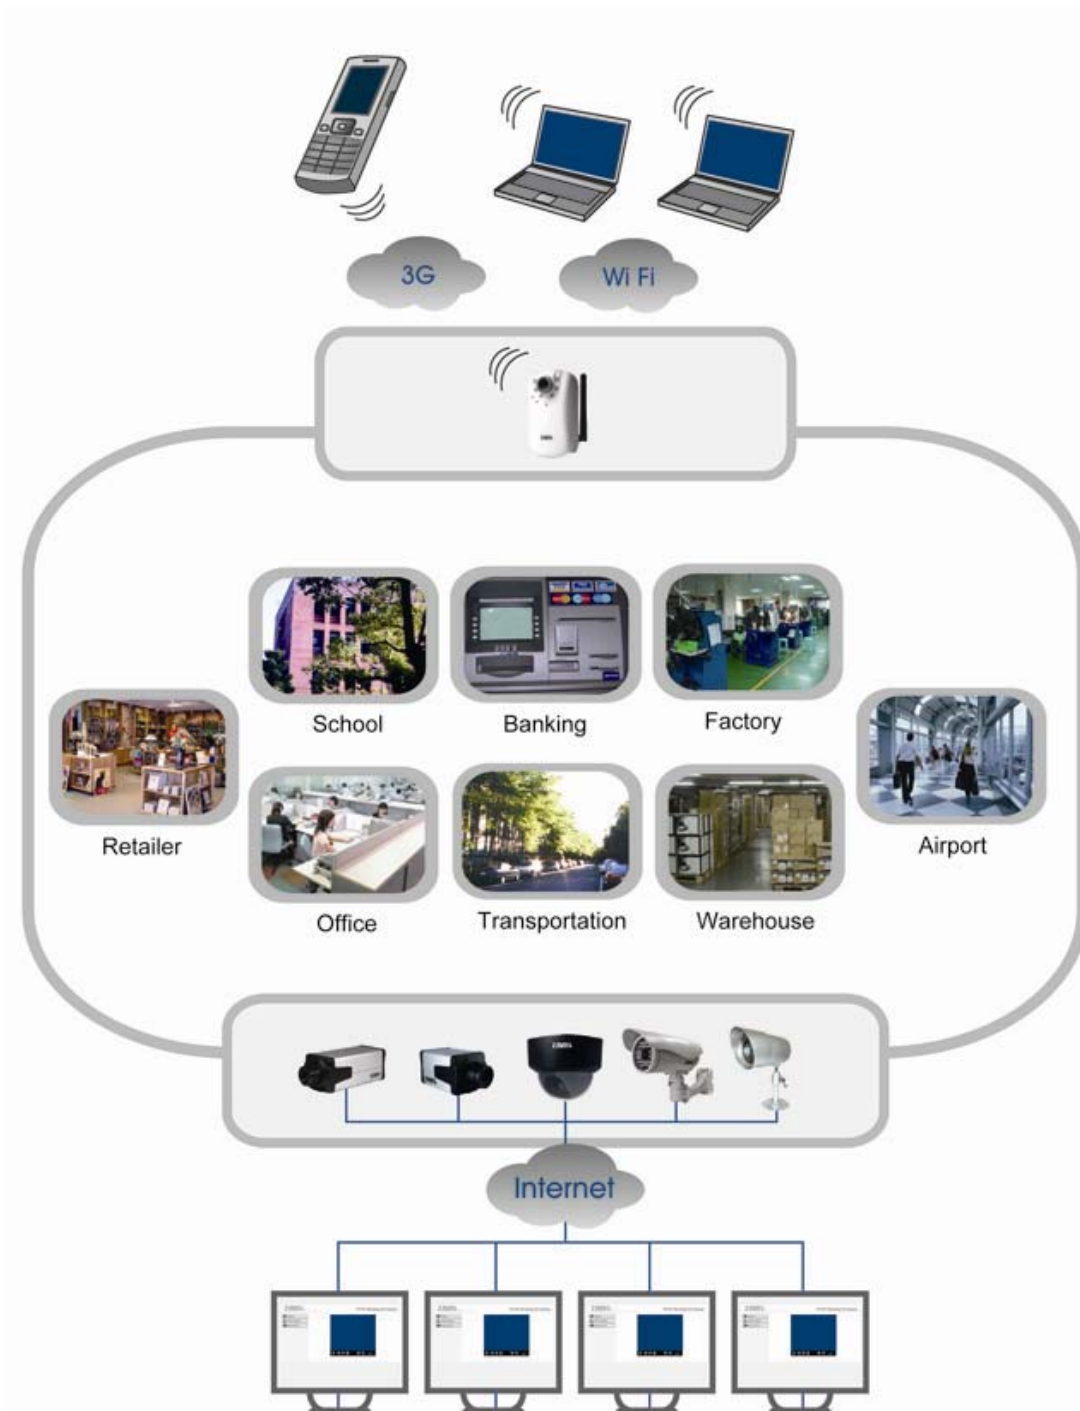 3G
Wi Fi
School
Banking
Factory
Retailer
Airport
Office
Transportation
Warehouse
Internet